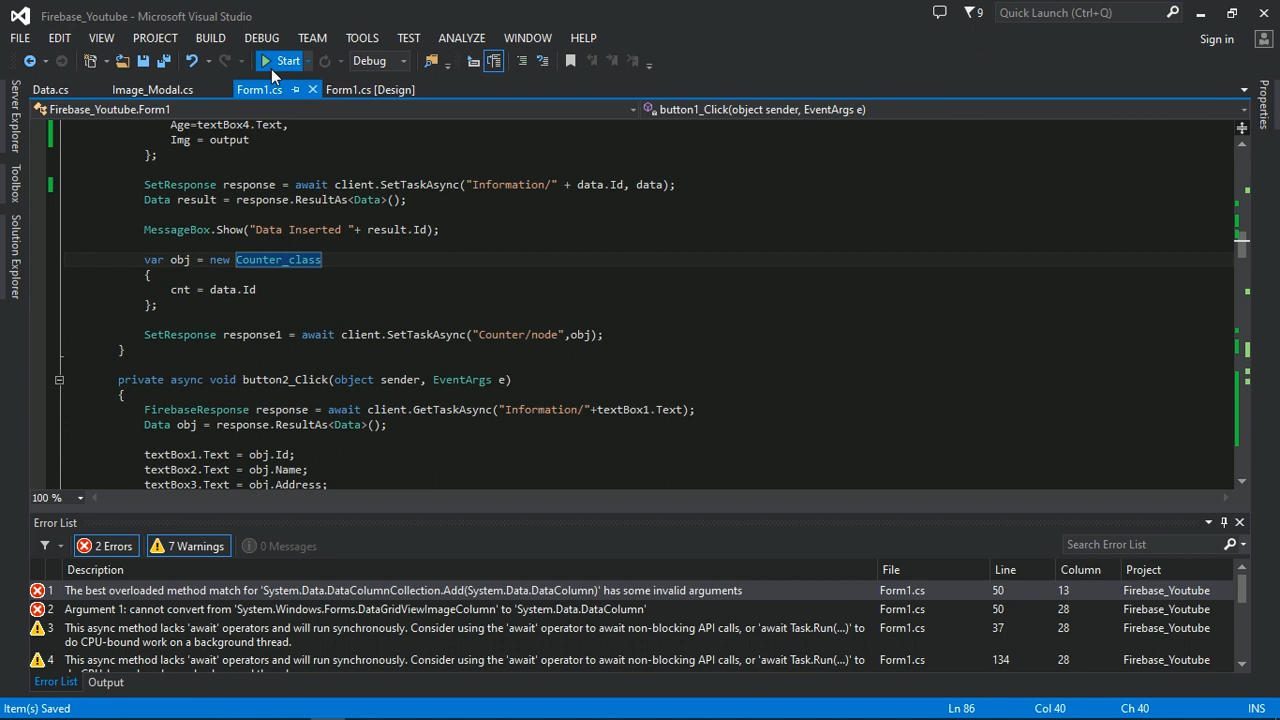 Firebase_Youtube - Microsoft Visual Studio
9
Quick Launch (Ctrl+Q)
FILE EDIT VIEW PROJECT BUILD DEBUG TEAM TOOLS TEST ANALYZE WINDOW HELP
Sign in
Start
Debug
Data.cs Image_Modal.cs Form1.cs Form1.cs [Design]
Firebase_Youtube.Form1 button1_Click(object sender, EventArgs e)
Server Explorer
Toolbox
Solution Explorer
Properties
Age=textBox4.Text,
Img = output
};
SetResponse response = await client.SetTaskAsync("Information/" + data.Id, data);
Data result = response.ResultAs<Data>();
MessageBox.Show("Data Inserted "+ result.Id);
var obj = new Counter_class
{
cnt = data.Id
};
SetResponse response1 = await client.SetTaskAsync("Counter/node",obj);
}
private async void button2_Click(object sender, EventArgs e)
{
FirebaseResponse response = await client.GetTaskAsync("Information/"+textBox1.Text);
Data obj = response.ResultAs<Data>();
textBox1.Text = obj.Id;
textBox2.Text = obj.Name;
textBox3.Text = obj.Address;
100 %
Error List
2 Errors 7 Warnings 0 Messages
Search Error List
Description File Line Column Project
1 The best overloaded method match for 'System.Data.DataColumnCollection.Add(System.Data.DataColumn)' has some invalid arguments Form1.cs 50 13 Firebase_Youtube
2 Argument 1: cannot convert from 'System.Windows.Forms.DataGridViewImageColumn' to 'System.Data.DataColumn' Form1.cs 50 28 Firebase_Youtube
3 This async method lacks 'await' operators and will run synchronously. Consider using the 'await' operator to await non-blocking API calls, or 'await Task.Run(...)' to Form1.cs 37 28 Firebase_Youtube
do CPU-bound work on a background thread.
4 This async method lacks 'await' operators and will run synchronously. Consider using the 'await' operator to await non-blocking API calls, or 'await Task.Run(...)' to Form1.cs 134 28 Firebase_Youtube
Error List Output
Item(s) Saved Ln 86 Col 40 Ch 40 INS